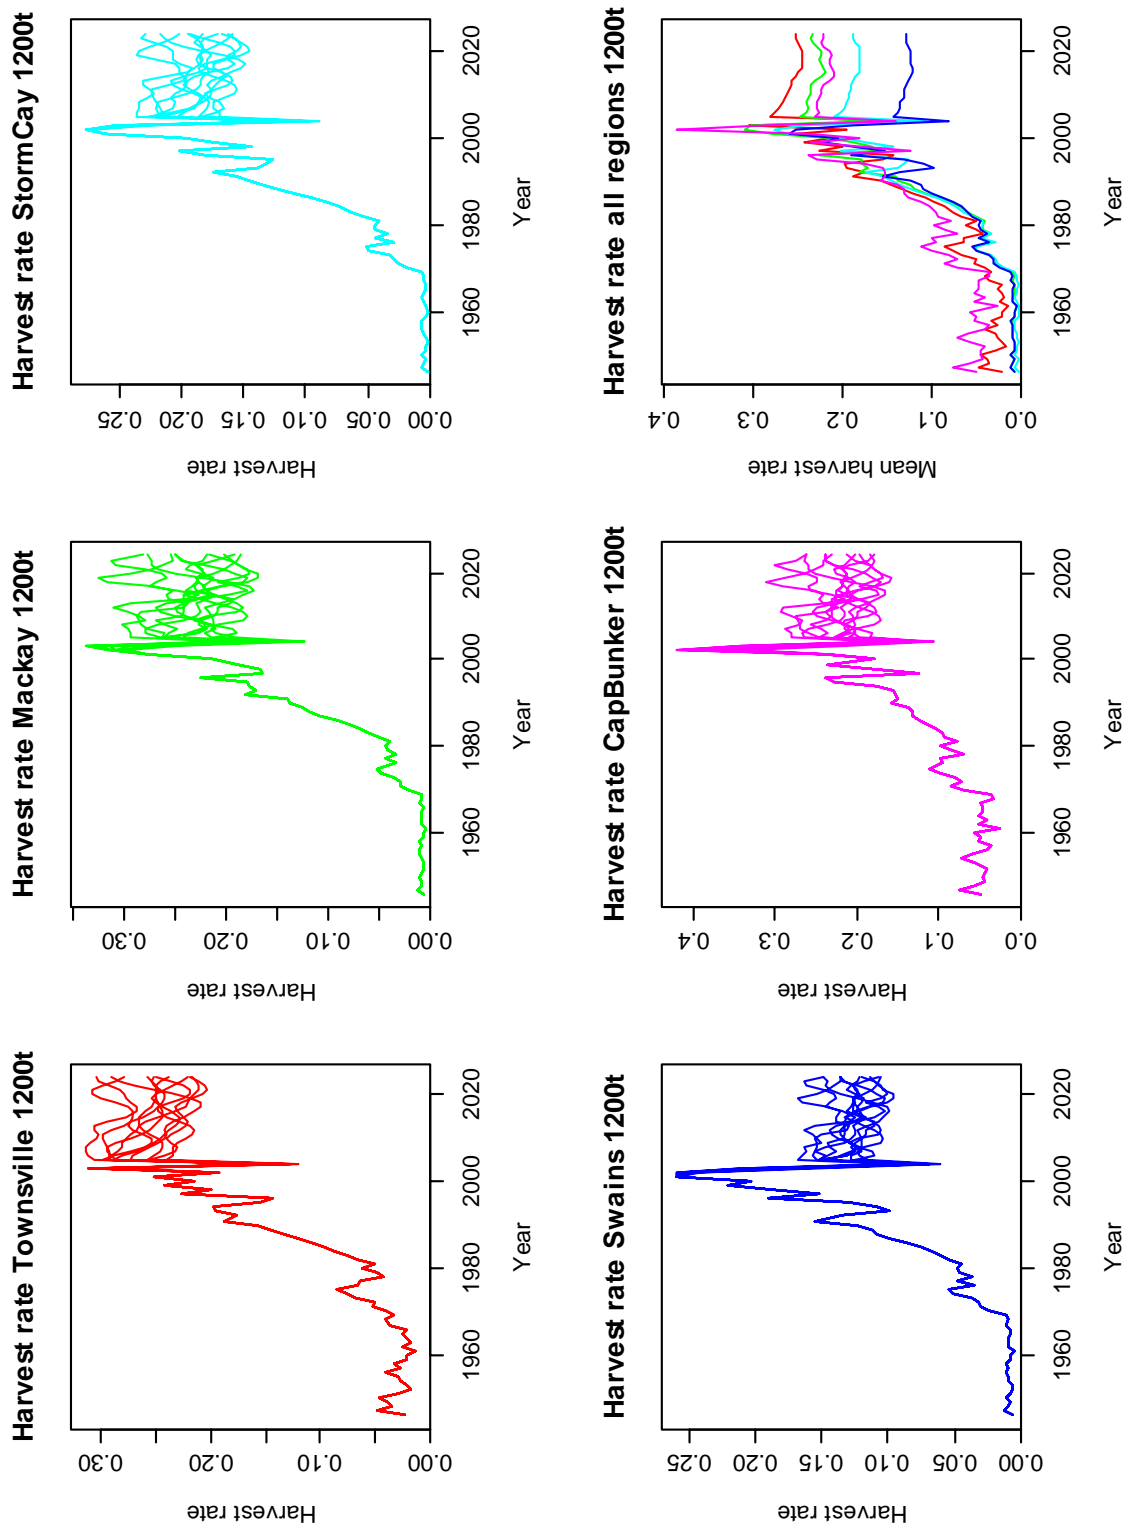 Harvest rate Townsville 1200t
Harvest rate
0.30
0.20
0.10
0.00
1960 1980 2000 2020
Year
Harvest rate Mackay 1200t
Harvest rate
0.30
0.20
0.10
0.00
1960 1980 2000 2020
Year
Harvest rate StormCay 1200t
Harvest rate
0.25
0.20
0.15
0.10
0.05
0.00
1960 1980 2000 2020
Year
Harvest rate Swains 1200t
Harvest rate
0.25
0.20
0.15
0.10
0.05
0.00
1960 1980 2000 2020
Year
Harvest rate CapBunker 1200t
Harvest rate
0.4
0.3
0.2
0.1
0.0
1960 1980 2000 2020
Year
Harvest rate all regions 1200t
Mean harvest rate
0.4
0.3
0.2
0.1
0.0
1960 1980 2000 2020
Year